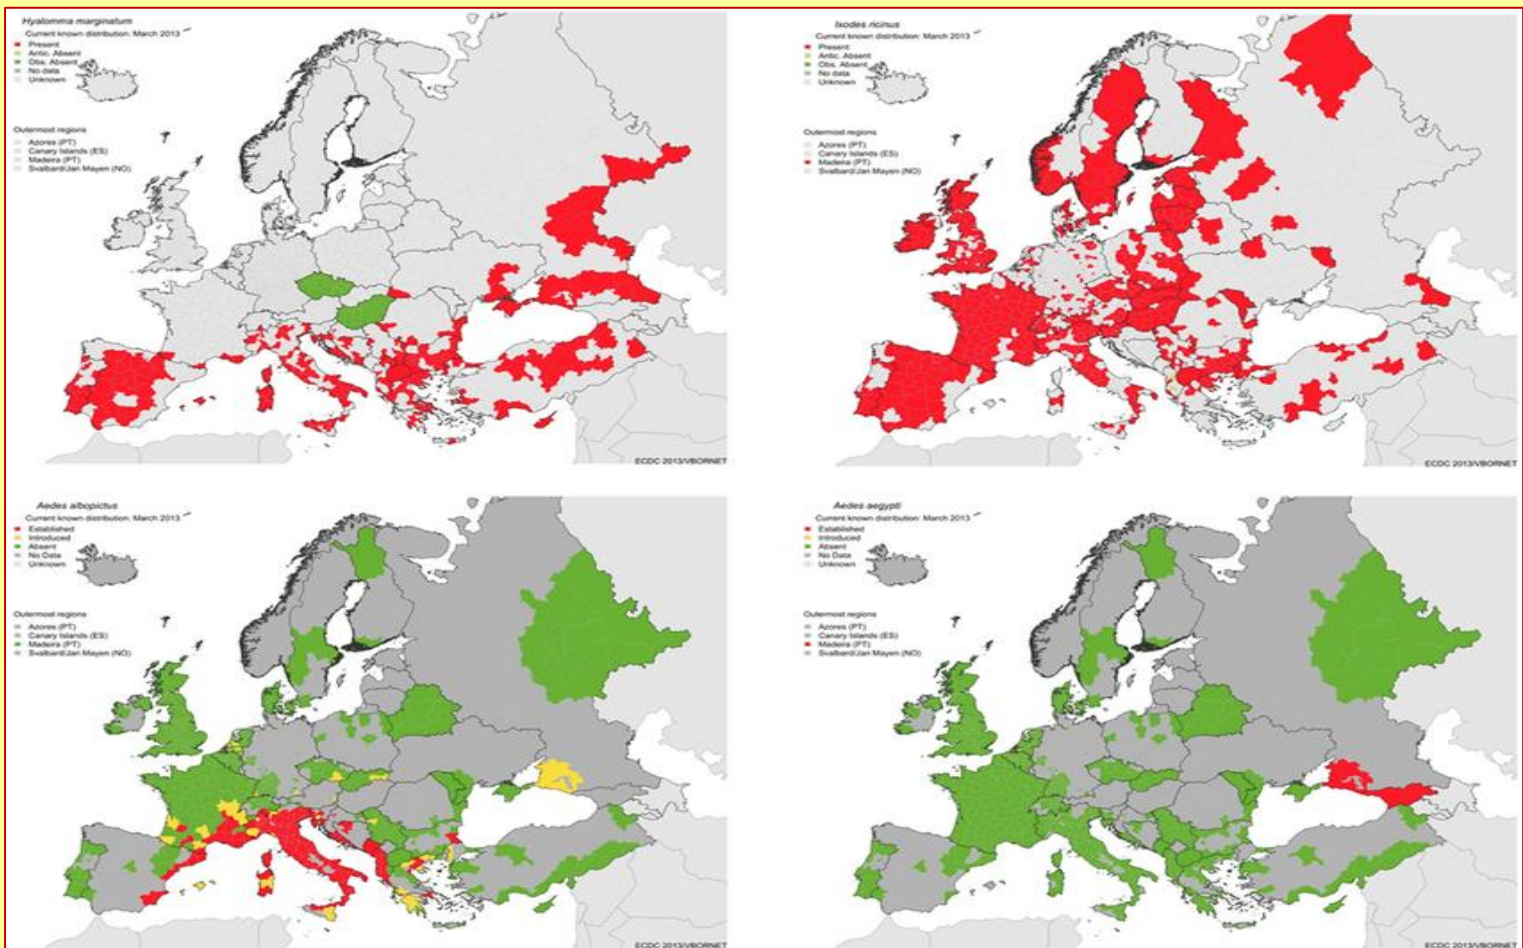 Hyalomma marginatum
Current known distribution: March 2013
Present
Antic. Absent
Obs. Absent
No data
Unknown
Outermost regions
Azores (PT)
Canary Islands (ES)
Madeira (PT)
Svalbard/Jan Mayen (NO)
ECDC 2013/VBORNET
Ixodes ricinus
Current known distribution: March 2013
Present
Antic. Absent
Obs. Absent
No data
Unknown
Outermost regions
Azores (PT)
Canary Islands (ES)
Madeira (PT)
Svalbard/Jan Mayen (NO)
ECDC 2013/VBORNET
Aedes albopictus
Current known distribution: March 2013
Established
Introduced
Absent
No Data
Unknown
Outermost regions
Azores (PT)
Canary Islands (ES)
Madeira (PT)
Svalbard/Jan Mayen (NO)
ECDC 2013/VBORNET
Aedes aegypti
Current known distribution: March 2013
Established
Introduced
Absent
No Data
Unknown
Outermost regions
Azores (PT)
Canary Islands (ES)
Madeira (PT)
Svalbard/Jan Mayen (NO)
ECDC 2013/VBORNET